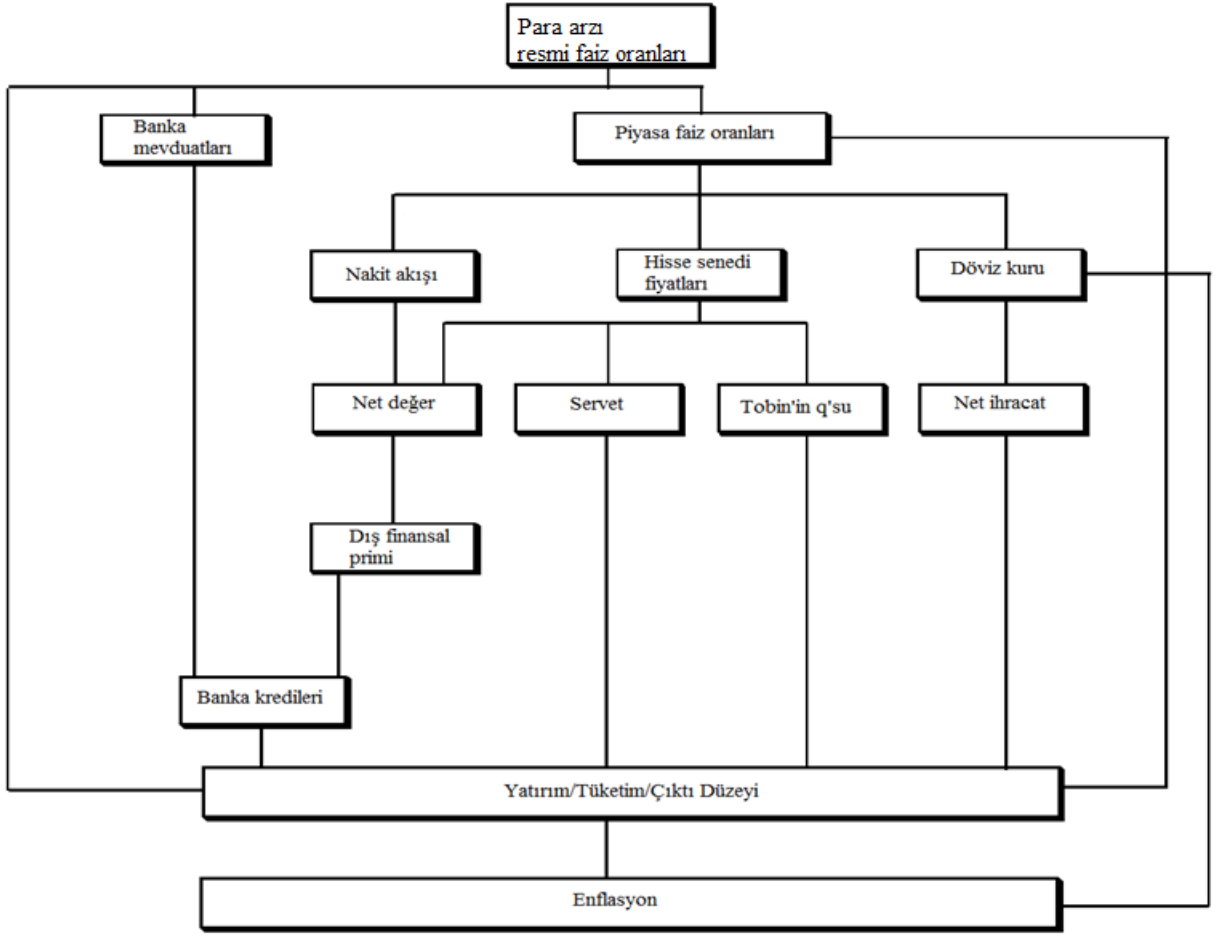 Para arzı
resmi faiz oranları
Banka
mevduatları
Piyasa faiz oranları
Nakit akışı
Hisse senedi
fiyatları
Döviz kuru
Net değer
Servet
Tobin'in q'su
Net ihracat
Dış finansal
primi
Banka kredileri
Yatırım/Tüketim/Çıktı Düzeyi
Enflasyon